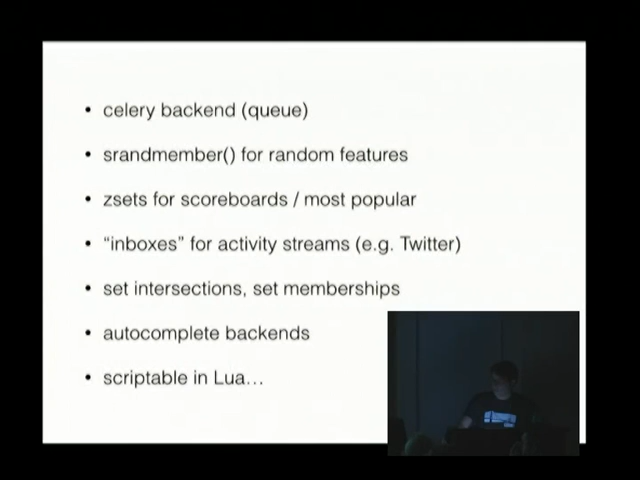 • celery backend (queue)
• srandmember() for random features
• zsets for scoreboards / most popular
• “inboxes” for activity streams (e.g. Twitter)
• set intersections, set memberships
• autocomplete backends
• scriptable in Lua…